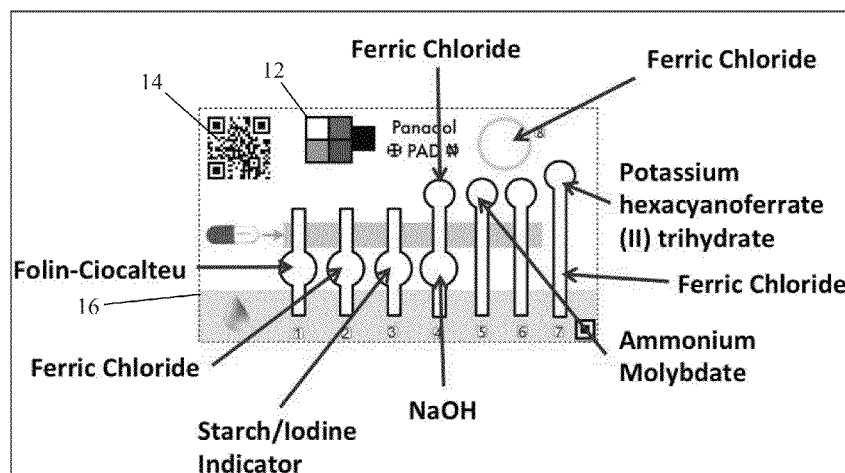 Ferric Chloride
Ferric Chloride
14
12
Panadol
PAD
8
Potassium
hexacyanoferrate
(II) trihydrate
Folin-Ciocalteu
Ferric Chloride
16
1 2 3 4 5 6 7
Ammonium
Molybdate
Ferric Chloride
NaOH
Starch/Iodine
Indicator